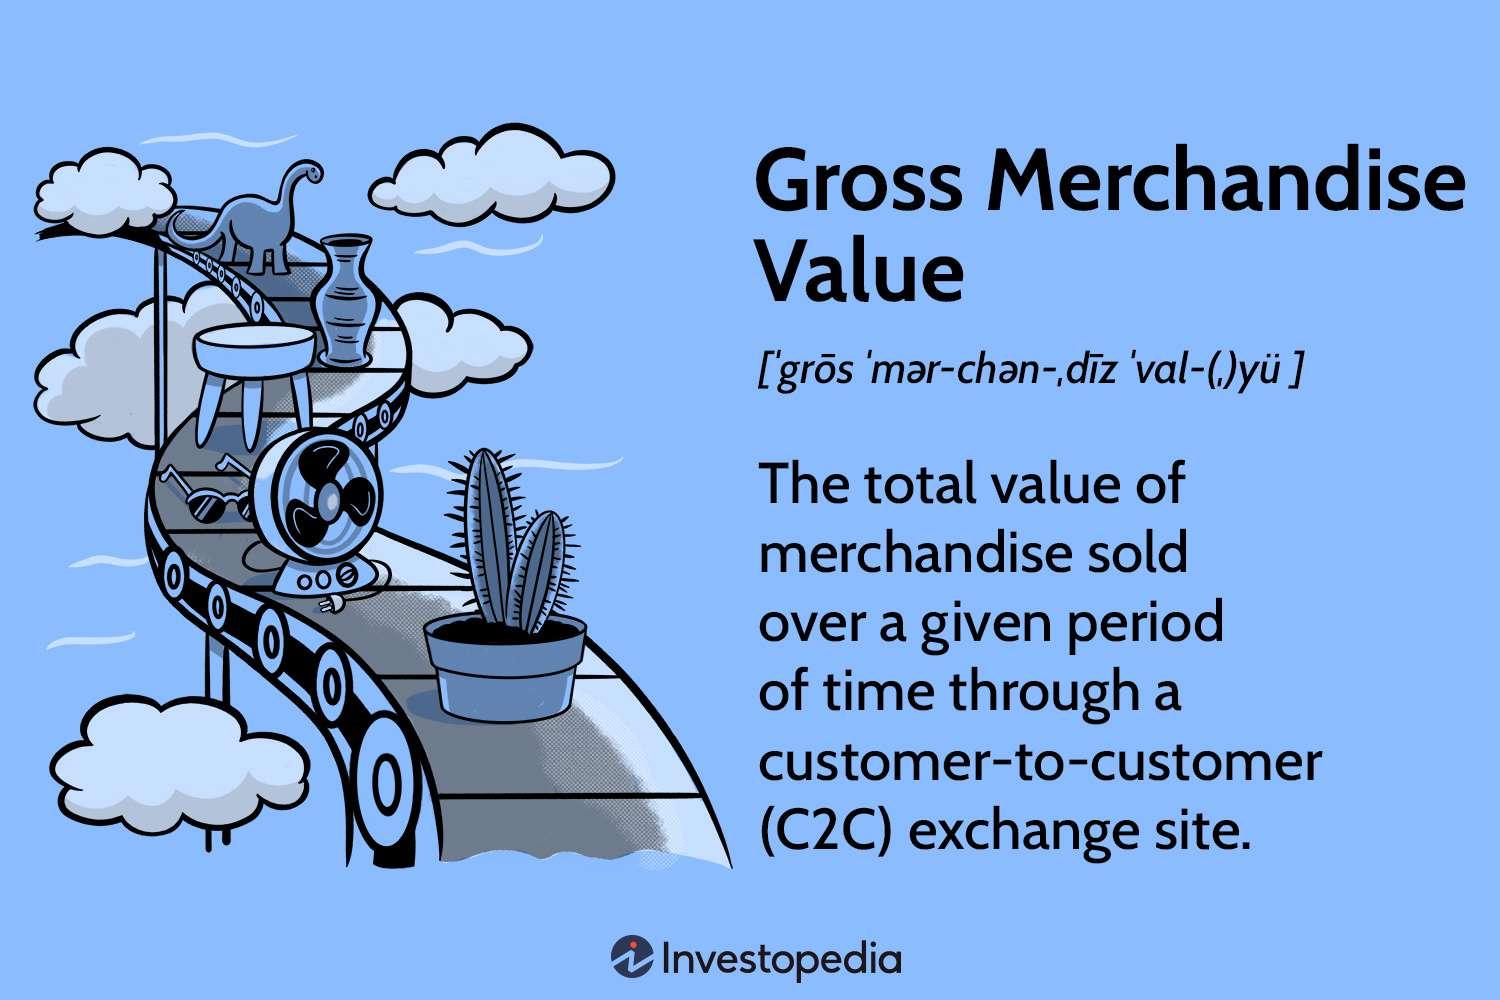 Gross Merchandise
Value
[ˈgrōs ˈmər-chən-ˌdīz ˈval-(ˌ)yü ]
The total value of
merchandise sold
over a given period
of time through a
customer-to-customer
(C2C) exchange site.
Investopedia